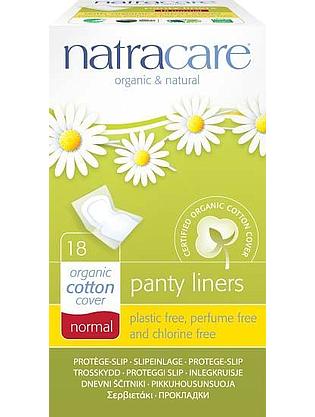 natracare
organic & natural
CERTIFIED ORGANIC COTTON COVER
18
organic
cotton
cover
normal
panty liners
plastic free, perfume free
and chlorine free
PROTÈGE-SLIP - SLIPEINLAGE - PROTEGE-SLIP
TROSSKYDD - PROTEGGI SLIP - INLEGKRUISJE
DNEVNI ŠČITNIKI - PIKKUHOUSUNSUOJA
Σερβιετάκι - ПРОКЛАДКИ